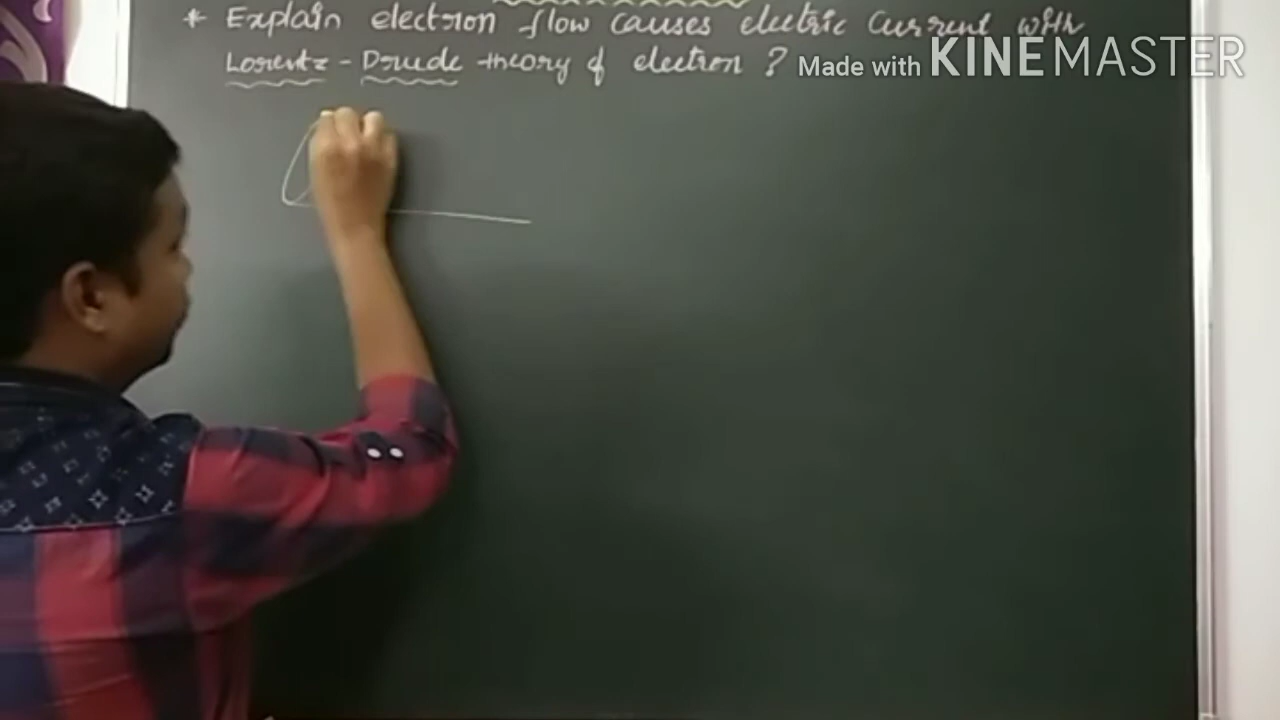 * Explain electron flow causes electric current with
Lorentz - Drude theory of electron ?
Made with KINEMASTER